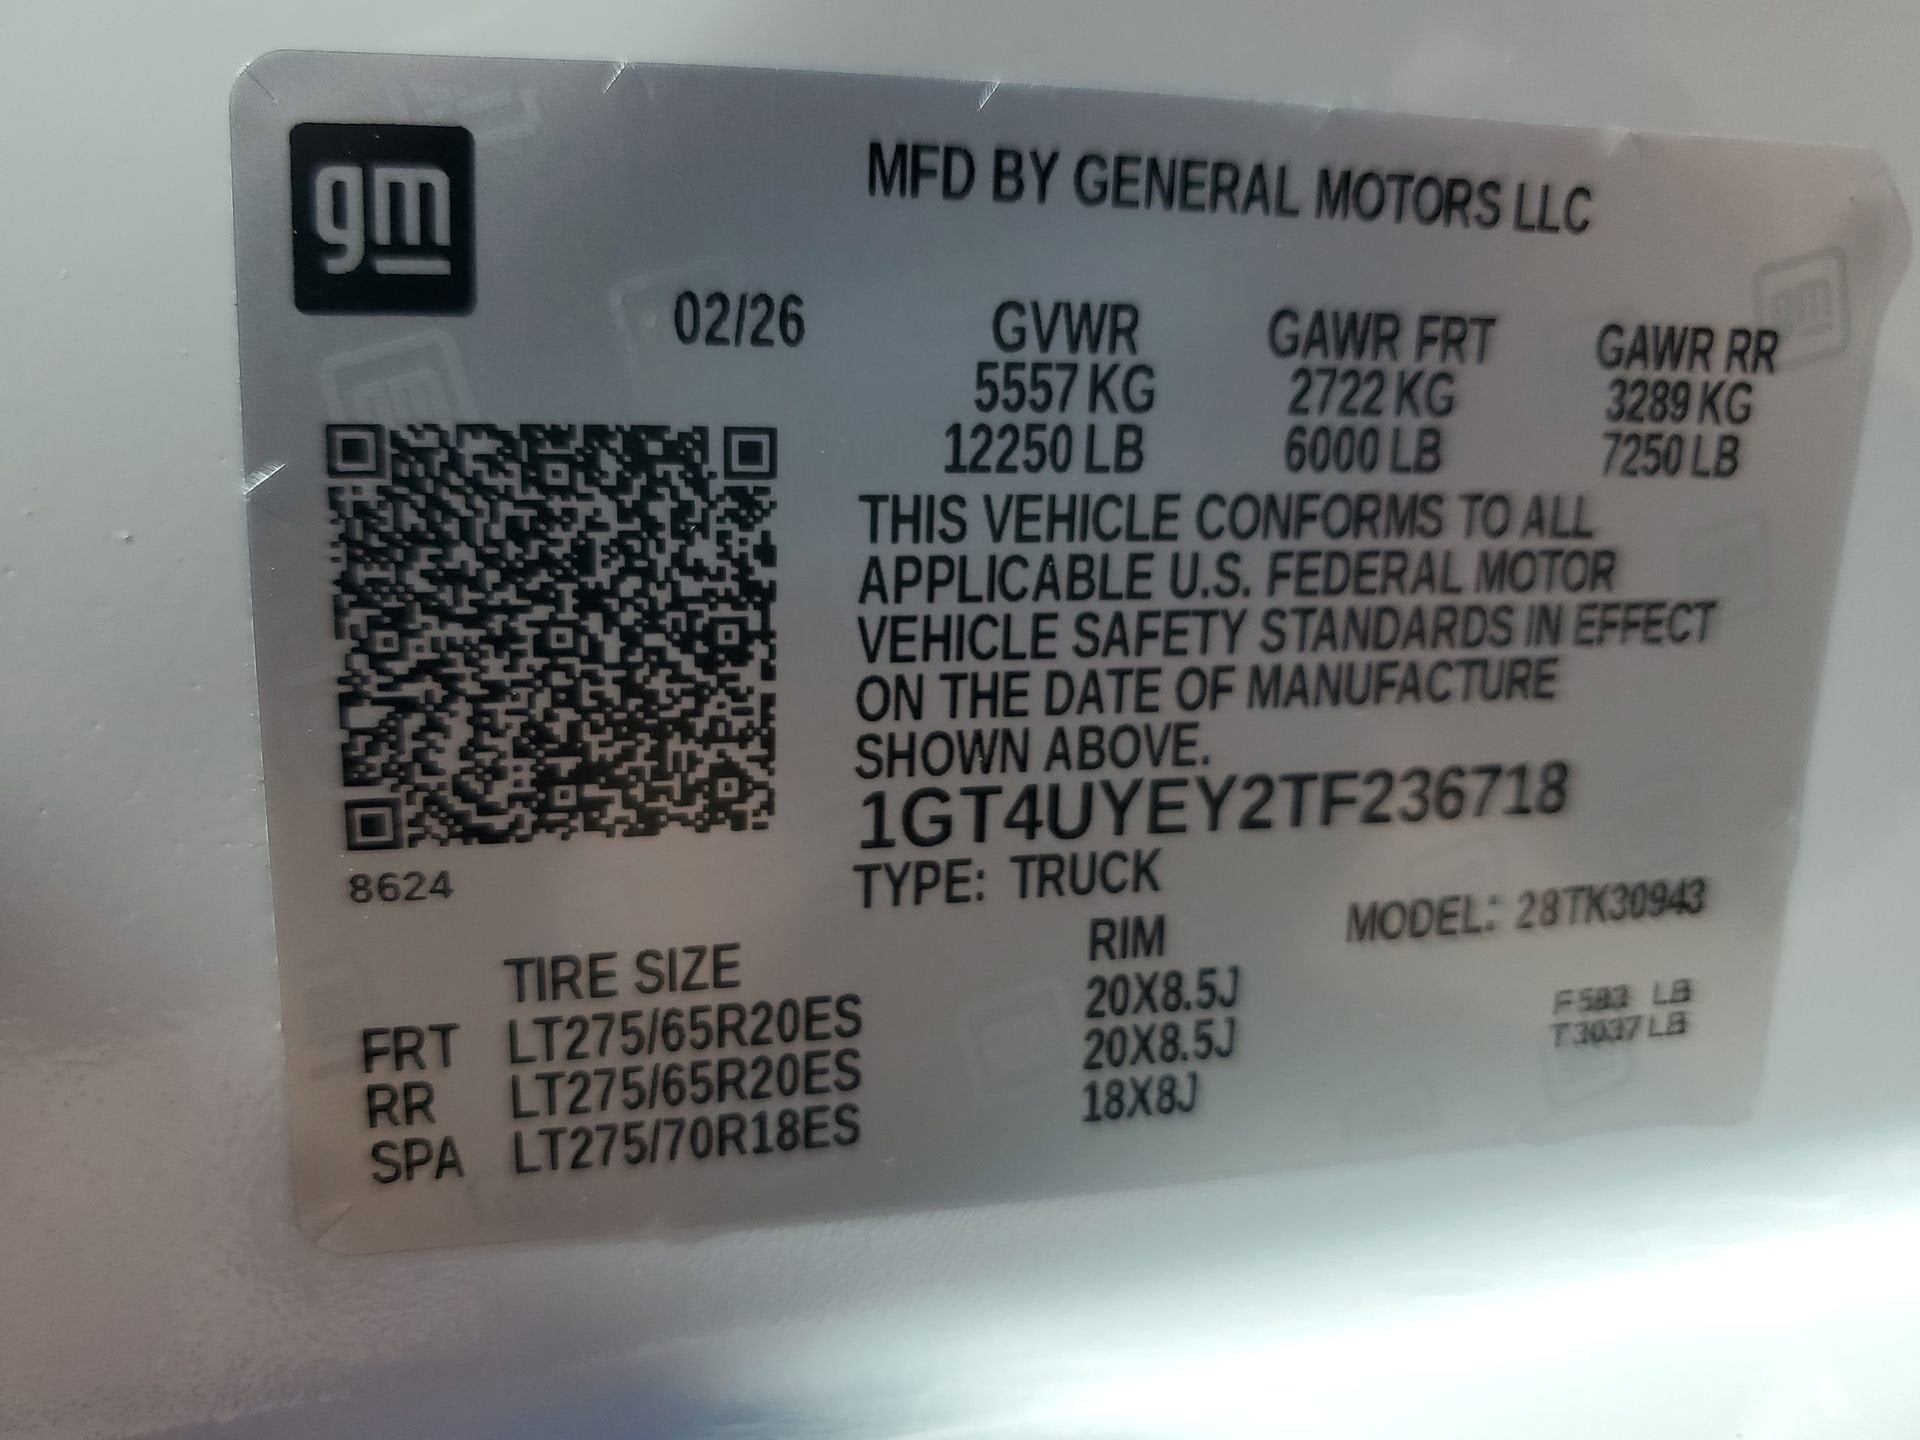 gm
MFD BY GENERAL MOTORS LLC
02/26 GVWR GAWR FRT GAWR RR
5557 KG 2722 KG 3289 KG
12250 LB 6000 LB 7250 LB
THIS VEHICLE CONFORMS TO ALL
APPLICABLE U.S. FEDERAL MOTOR
VEHICLE SAFETY STANDARDS IN EFFECT
ON THE DATE OF MANUFACTURE
SHOWN ABOVE.
1GT4UYEY2TF236718
8624
TYPE: TRUCK
MODEL: 28TK30943
TIRE SIZE RIM
FRT LT275/65R20ES 20X8.5J
RR LT275/65R20ES 20X8.5J
SPA LT275/70R18ES 18X8J
LB
T3037 LB